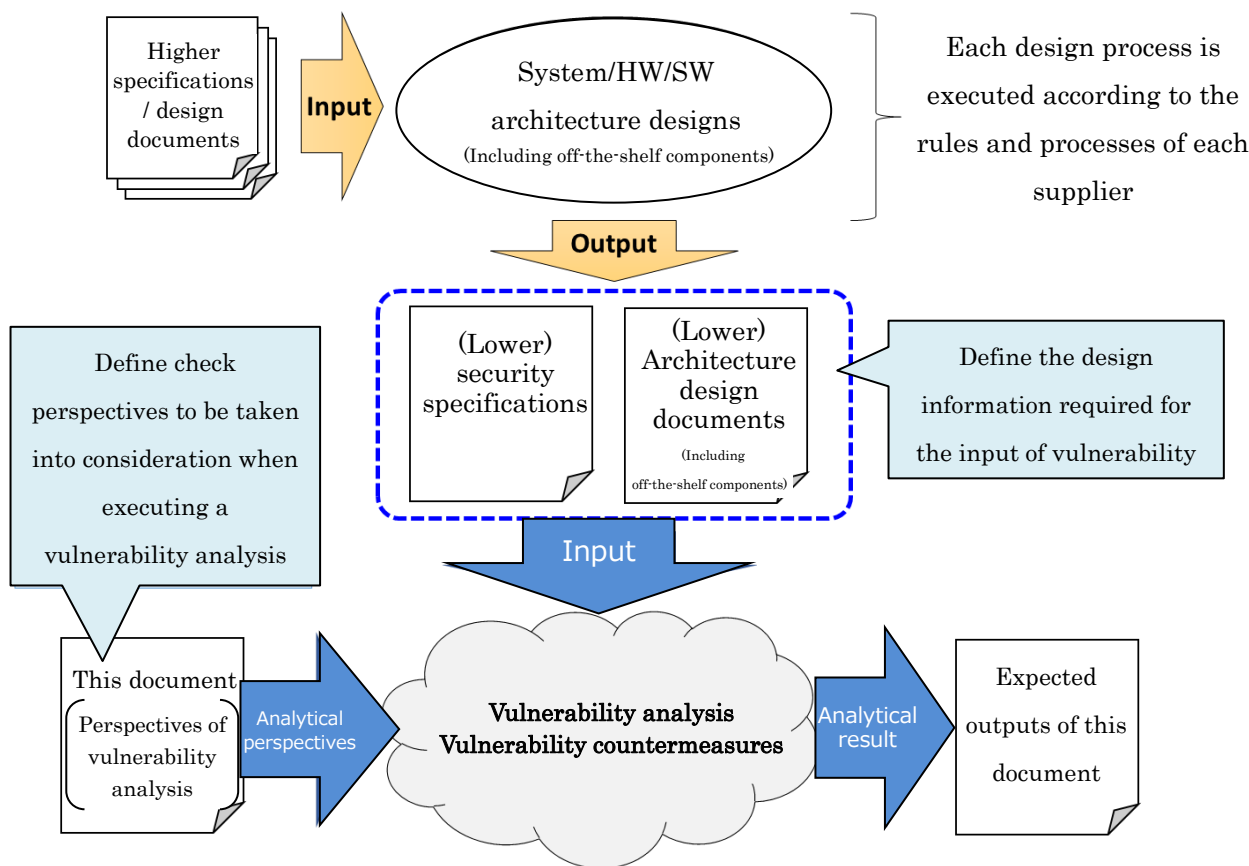 Higher
specifications
/ design
documents
Input
System/HW/SW
architecture designs
(Including off-the-shelf components)
Each design process is
executed according to the
rules and processes of each
supplier
Output
(Lower)
security
specifications
(Lower)
Architecture
design
documents
(Including
off-the-shelf components)
Define check
perspectives to be taken
into consideration when
executing a
vulnerability analysis
Define the design
information required for
the input of vulnerability
Input
This document
Perspectives of
vulnerability
analysis
Analytical
perspectives
Vulnerability analysis
Vulnerability countermeasures
Analytical
result
Expected
outputs of this
document